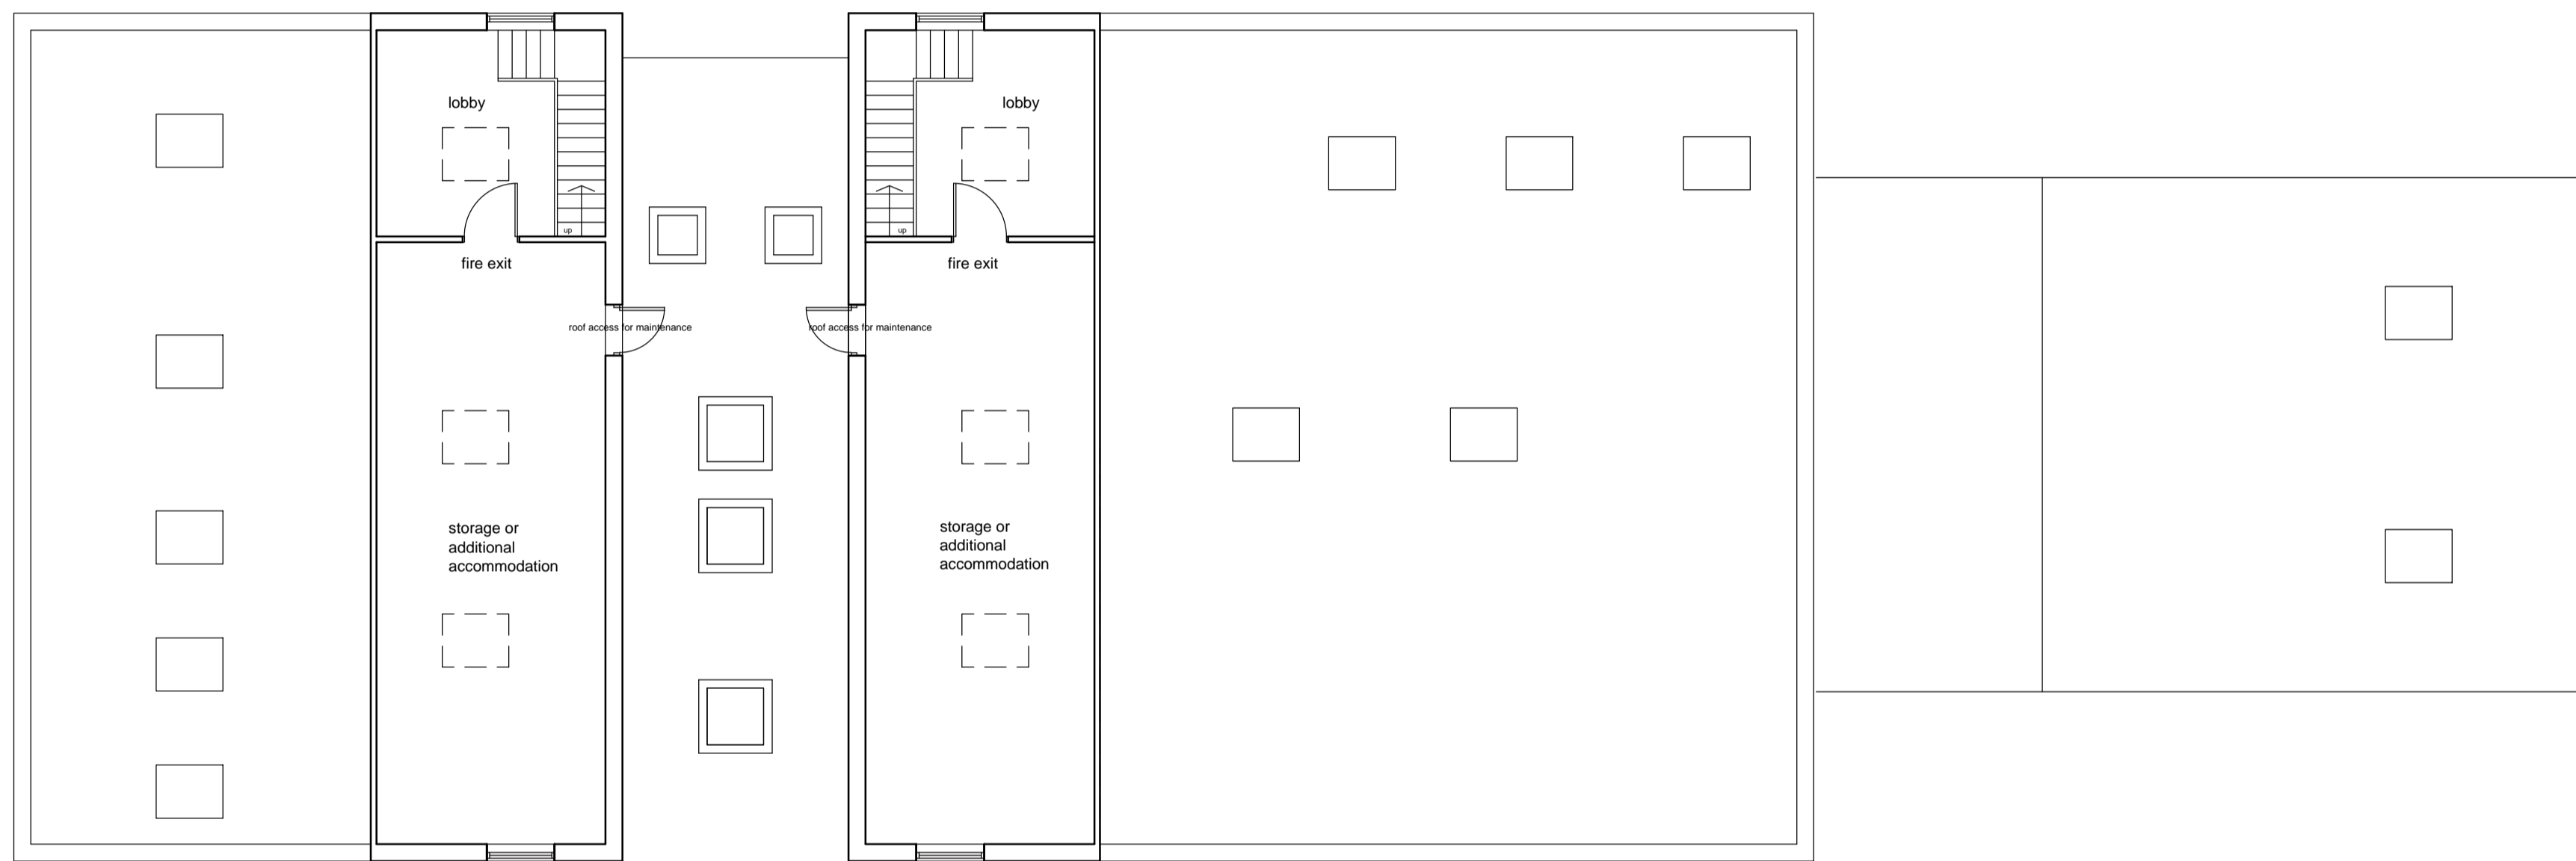 lobby
lobby
up
up
fire exit
fire exit
roof access for maintenance
roof access for maintenance
storage or
additional
accommodation
storage or
additional
accommodation